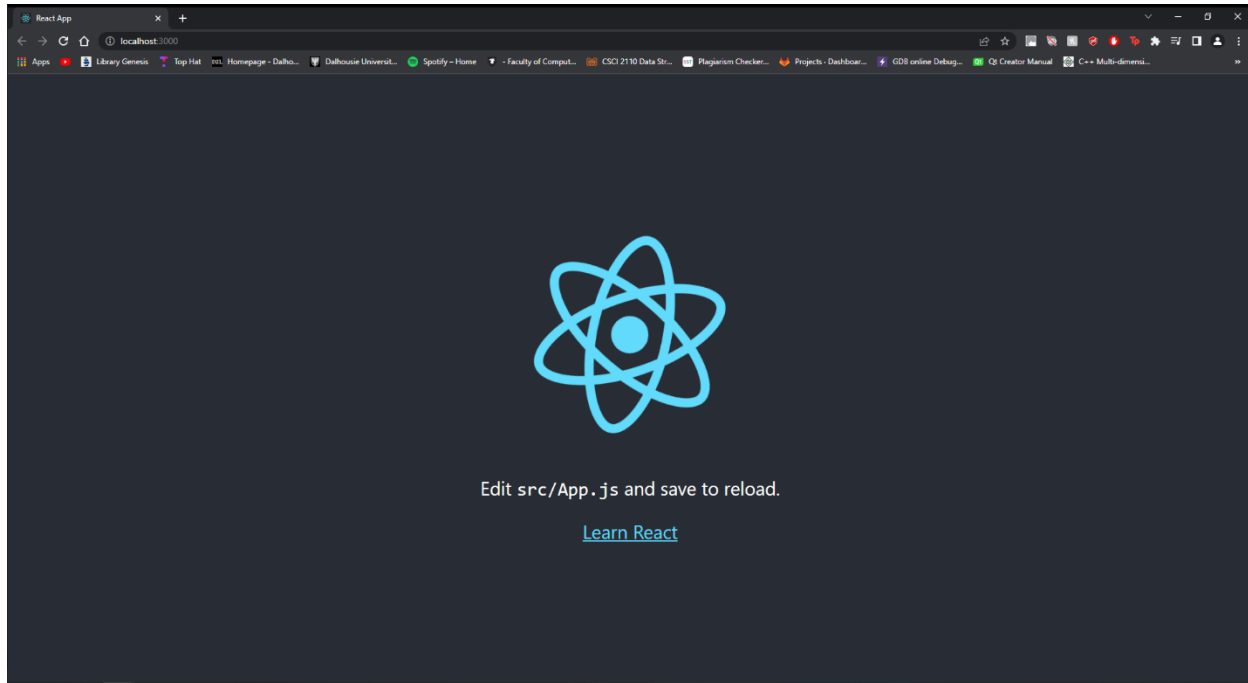 React App
localhost:3000
Apps Library Genesis Top Hat Homepage - Dalho... Dalhousie Universit... Spotify – Home - Faculty of Comput... CSCI 2110 Data Str... Plagiarism Checker... Projects · Dashboar... GDB online Debug... Qt Creator Manual C++ Multi-dimensi... »
Edit src/App.js and save to reload.
Learn React